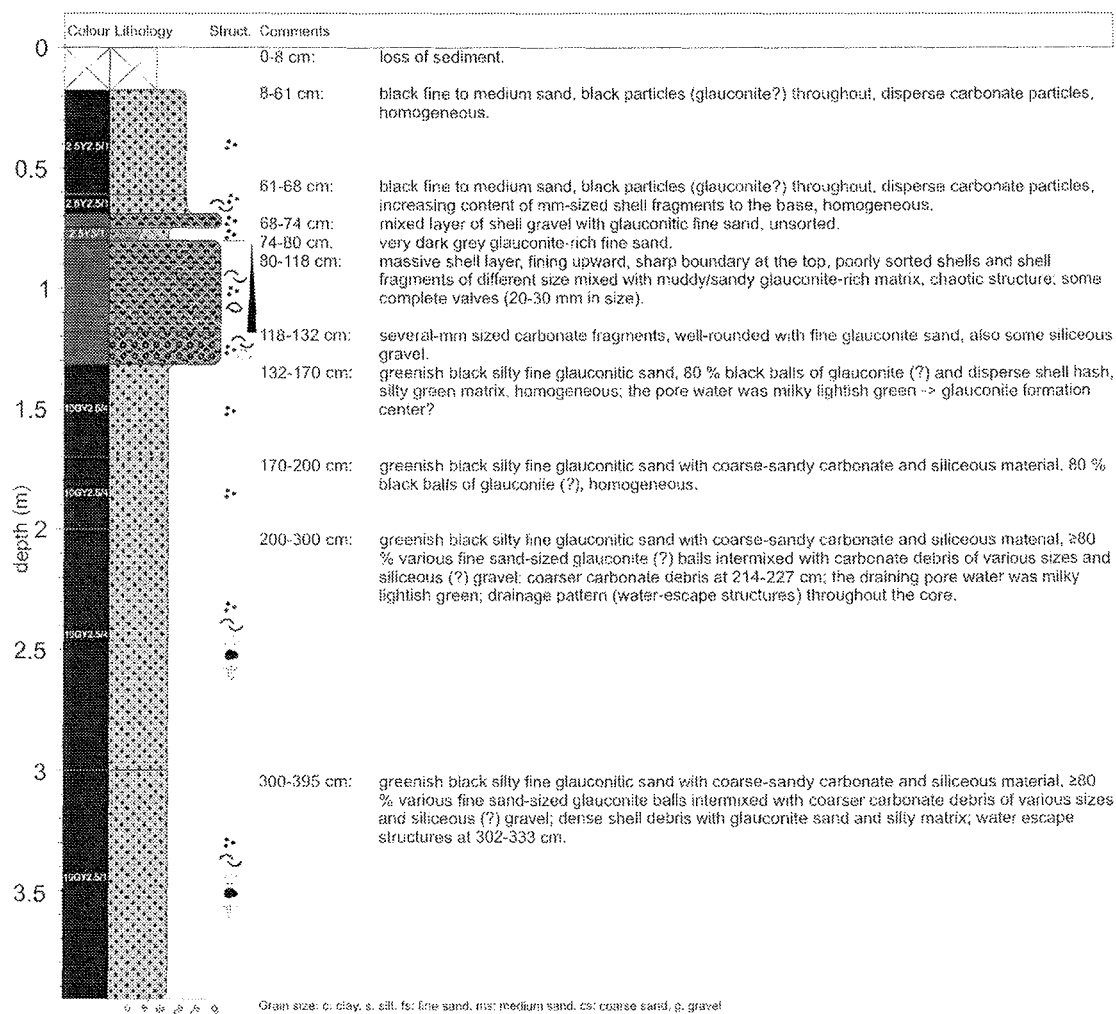 Colour Lithology Struct. Comments
0
0-8 cm: loss of sediment.
8-61 cm: black fine to medium sand, black particles (glauconite?) throughout, disperse carbonate particles,
homogeneous.
2.5Y2.5/1
0.5
61-68 cm: black fine to medium sand, black particles (glauconite?) throughout, disperse carbonate particles,
increasing content of mm-sized shell fragments to the base, homogeneous.
2.5Y2.5/1
68-74 cm: mixed layer of shell gravel with glauconitic fine sand, unsorted.
74-80 cm. very dark grey glauconite-rich fine sand.
80-118 cm: massive shell layer, fining upward, sharp boundary at the top, poorly sorted shells and shell
1
fragments of different size mixed with muddy/sandy glauconite-rich matrix, chaotic structure; some
complete valves (20-30 mm in size).
118-132 cm: several-mm sized carbonate fragments, well-rounded with fine glauconite sand, also some siliceous
gravel.
132-170 cm: greenish black silty fine glauconitic sand, 80 % black balls of glauconite (?) and disperse shell hash,
silty green matrix, homogeneous; the pore water was milky lightish green -> glauconite formation
center?
1.5
170-200 cm: greenish black silty fine glauconitic sand with coarse-sandy carbonate and siliceous material, 80 %
black balls of glauconite (?), homogeneous.
depth (m)
2
200-300 cm: greenish black silty fine glauconitic sand with coarse-sandy carbonate and siliceous material, ≥80
% various fine sand-sized glauconite (?) balls intermixed with carbonate debris of various sizes and
siliceous (?) gravel; coarser carbonate debris at 214-227 cm; the draining pore water was milky
lightish green; drainage pattern (water-escape structures) throughout the core.
2.5
3
300-395 cm: greenish black silty fine glauconitic sand with coarse-sandy carbonate and siliceous material, ≥80
% various fine sand-sized glauconite balls intermixed with coarser carbonate debris of various sizes
and siliceous (?) gravel; dense shell debris with glauconite sand and silty matrix; water escape
structures at 302-333 cm.
3.5
Grain size: c: clay, s. silt, fs: fine sand, ms: medium sand, cs: coarse sand, g. gravel